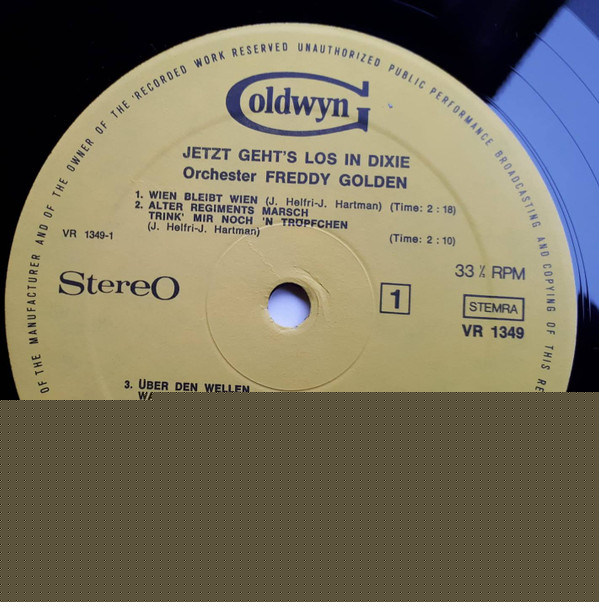 OF THE MANUFACTURER AND OF THE OWNER OF THE 'RECORDED WORK RESERVED UNAUTHORIZED PUBLIC PERFORMANCE BROADCASTING AND COPYING OF THIS RE
Goldwyn
JETZT GEHT'S LOS IN DIXIE
Orchester FREDDY GOLDEN
1. WIEN BLEIBT WIEN (J. Helfri-J. Hartman) (Time: 2 : 18)
2. ALTER REGIMENTS MARSCH
TRINK' MIR NOCH 'N TRÖPFCHEN
(J. Helfri-J. Hartman) (Time: 2 : 10)
VR 1349-1
33 ⅓ RPM
Stereo
1
STEMRA
VR 1349
3. ÜBER DEN WELLEN